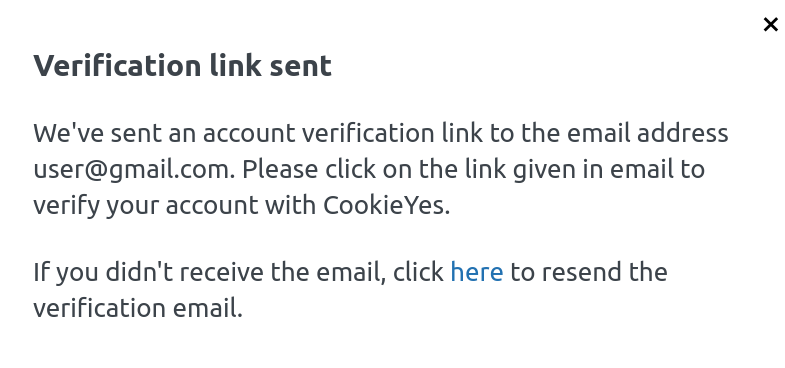 Verification link sent
We've sent an account verification link to the email address
user@gmail.com. Please click on the link given in email to
verify your account with CookieYes.
If you didn't receive the email, click here to resend the
verification email.